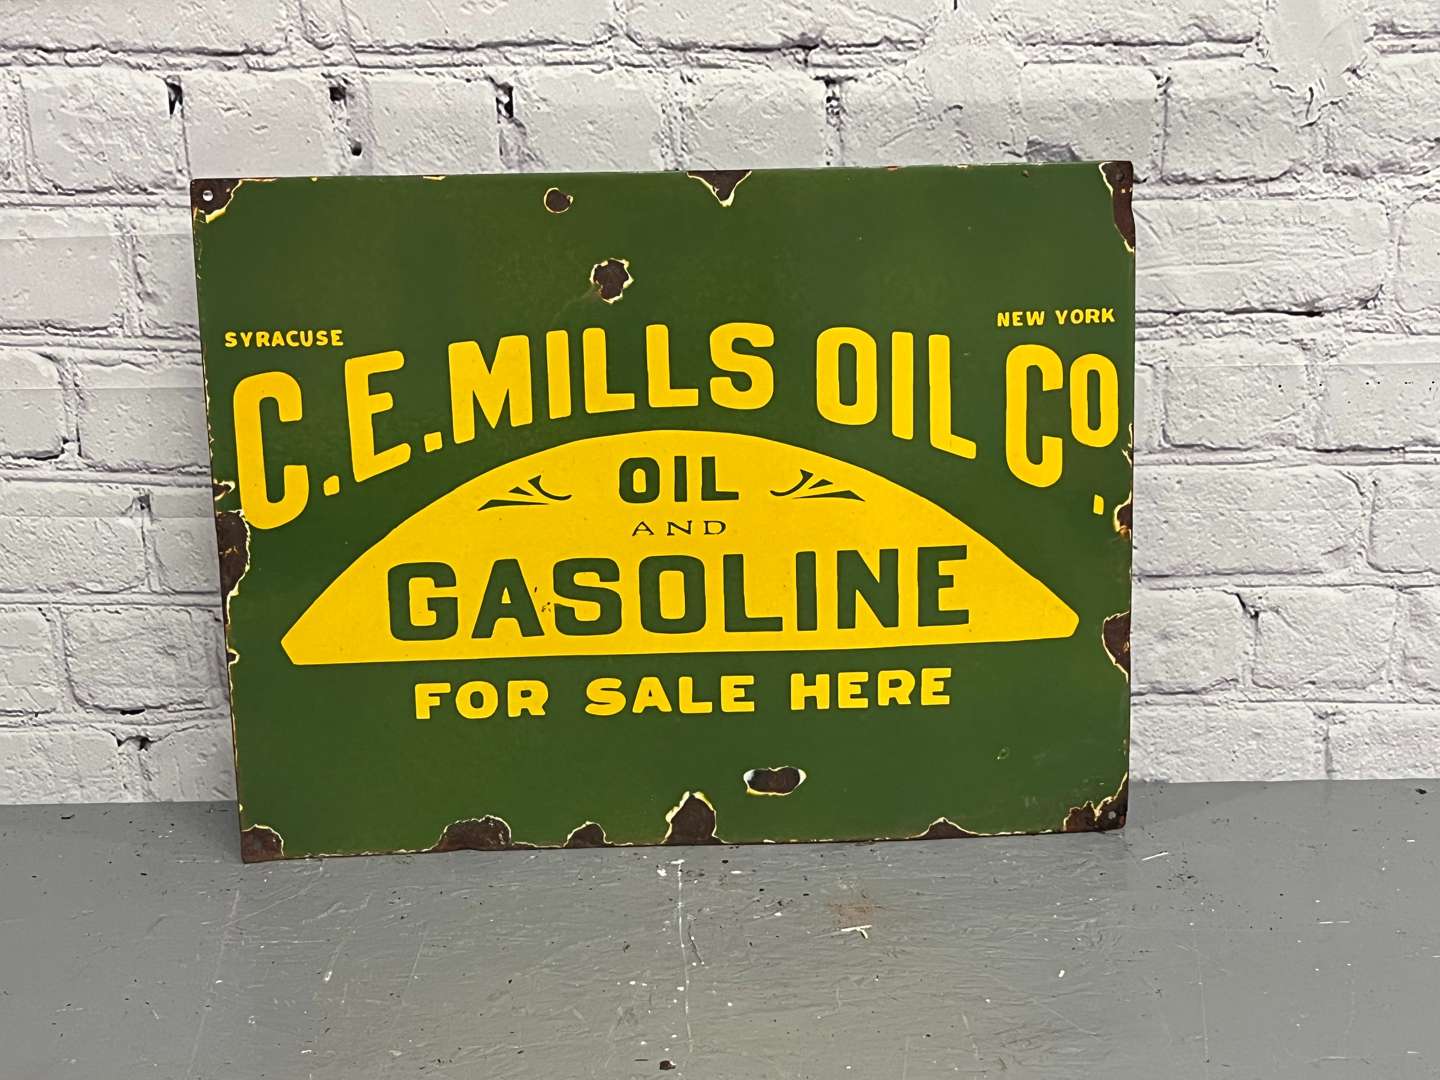 SYRACUSE NEW YORK
C.E. MILLS OIL CO.
OIL
AND
GASOLINE
FOR SALE HERE